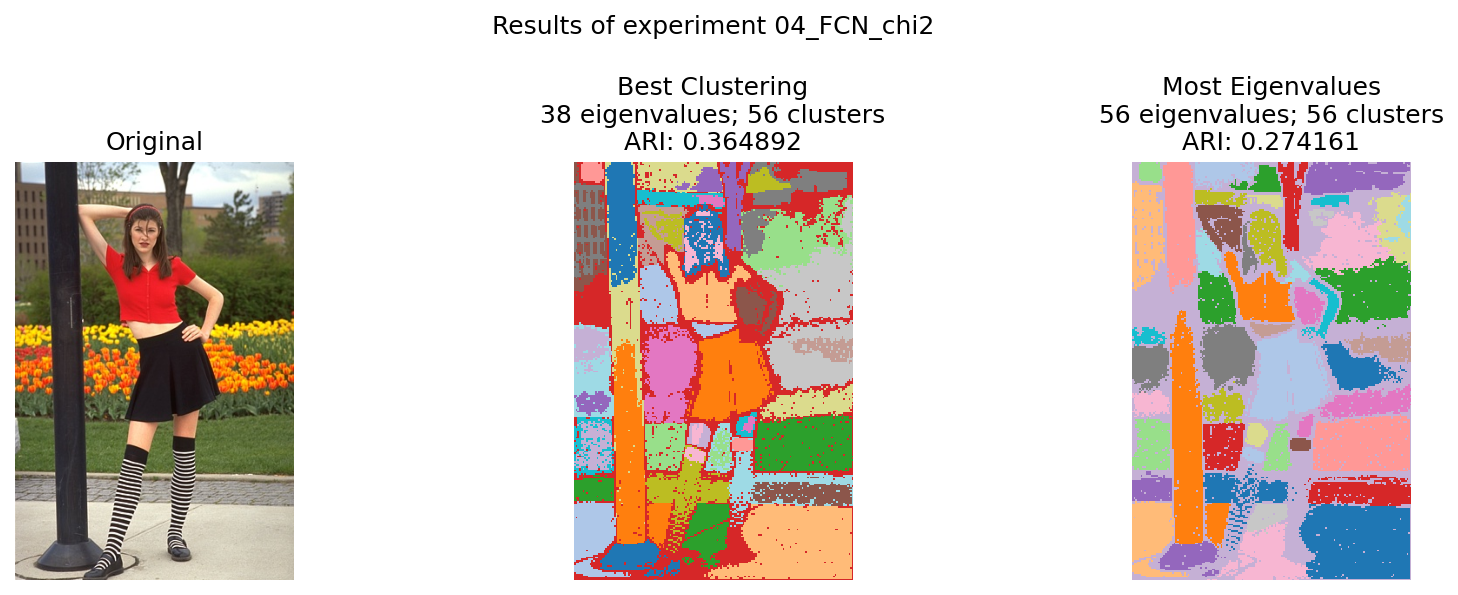 Results of experiment 04_FCN_chi2
Original
Best Clustering
38 eigenvalues; 56 clusters
ARI: 0.364892
Most Eigenvalues
56 eigenvalues; 56 clusters
ARI: 0.274161